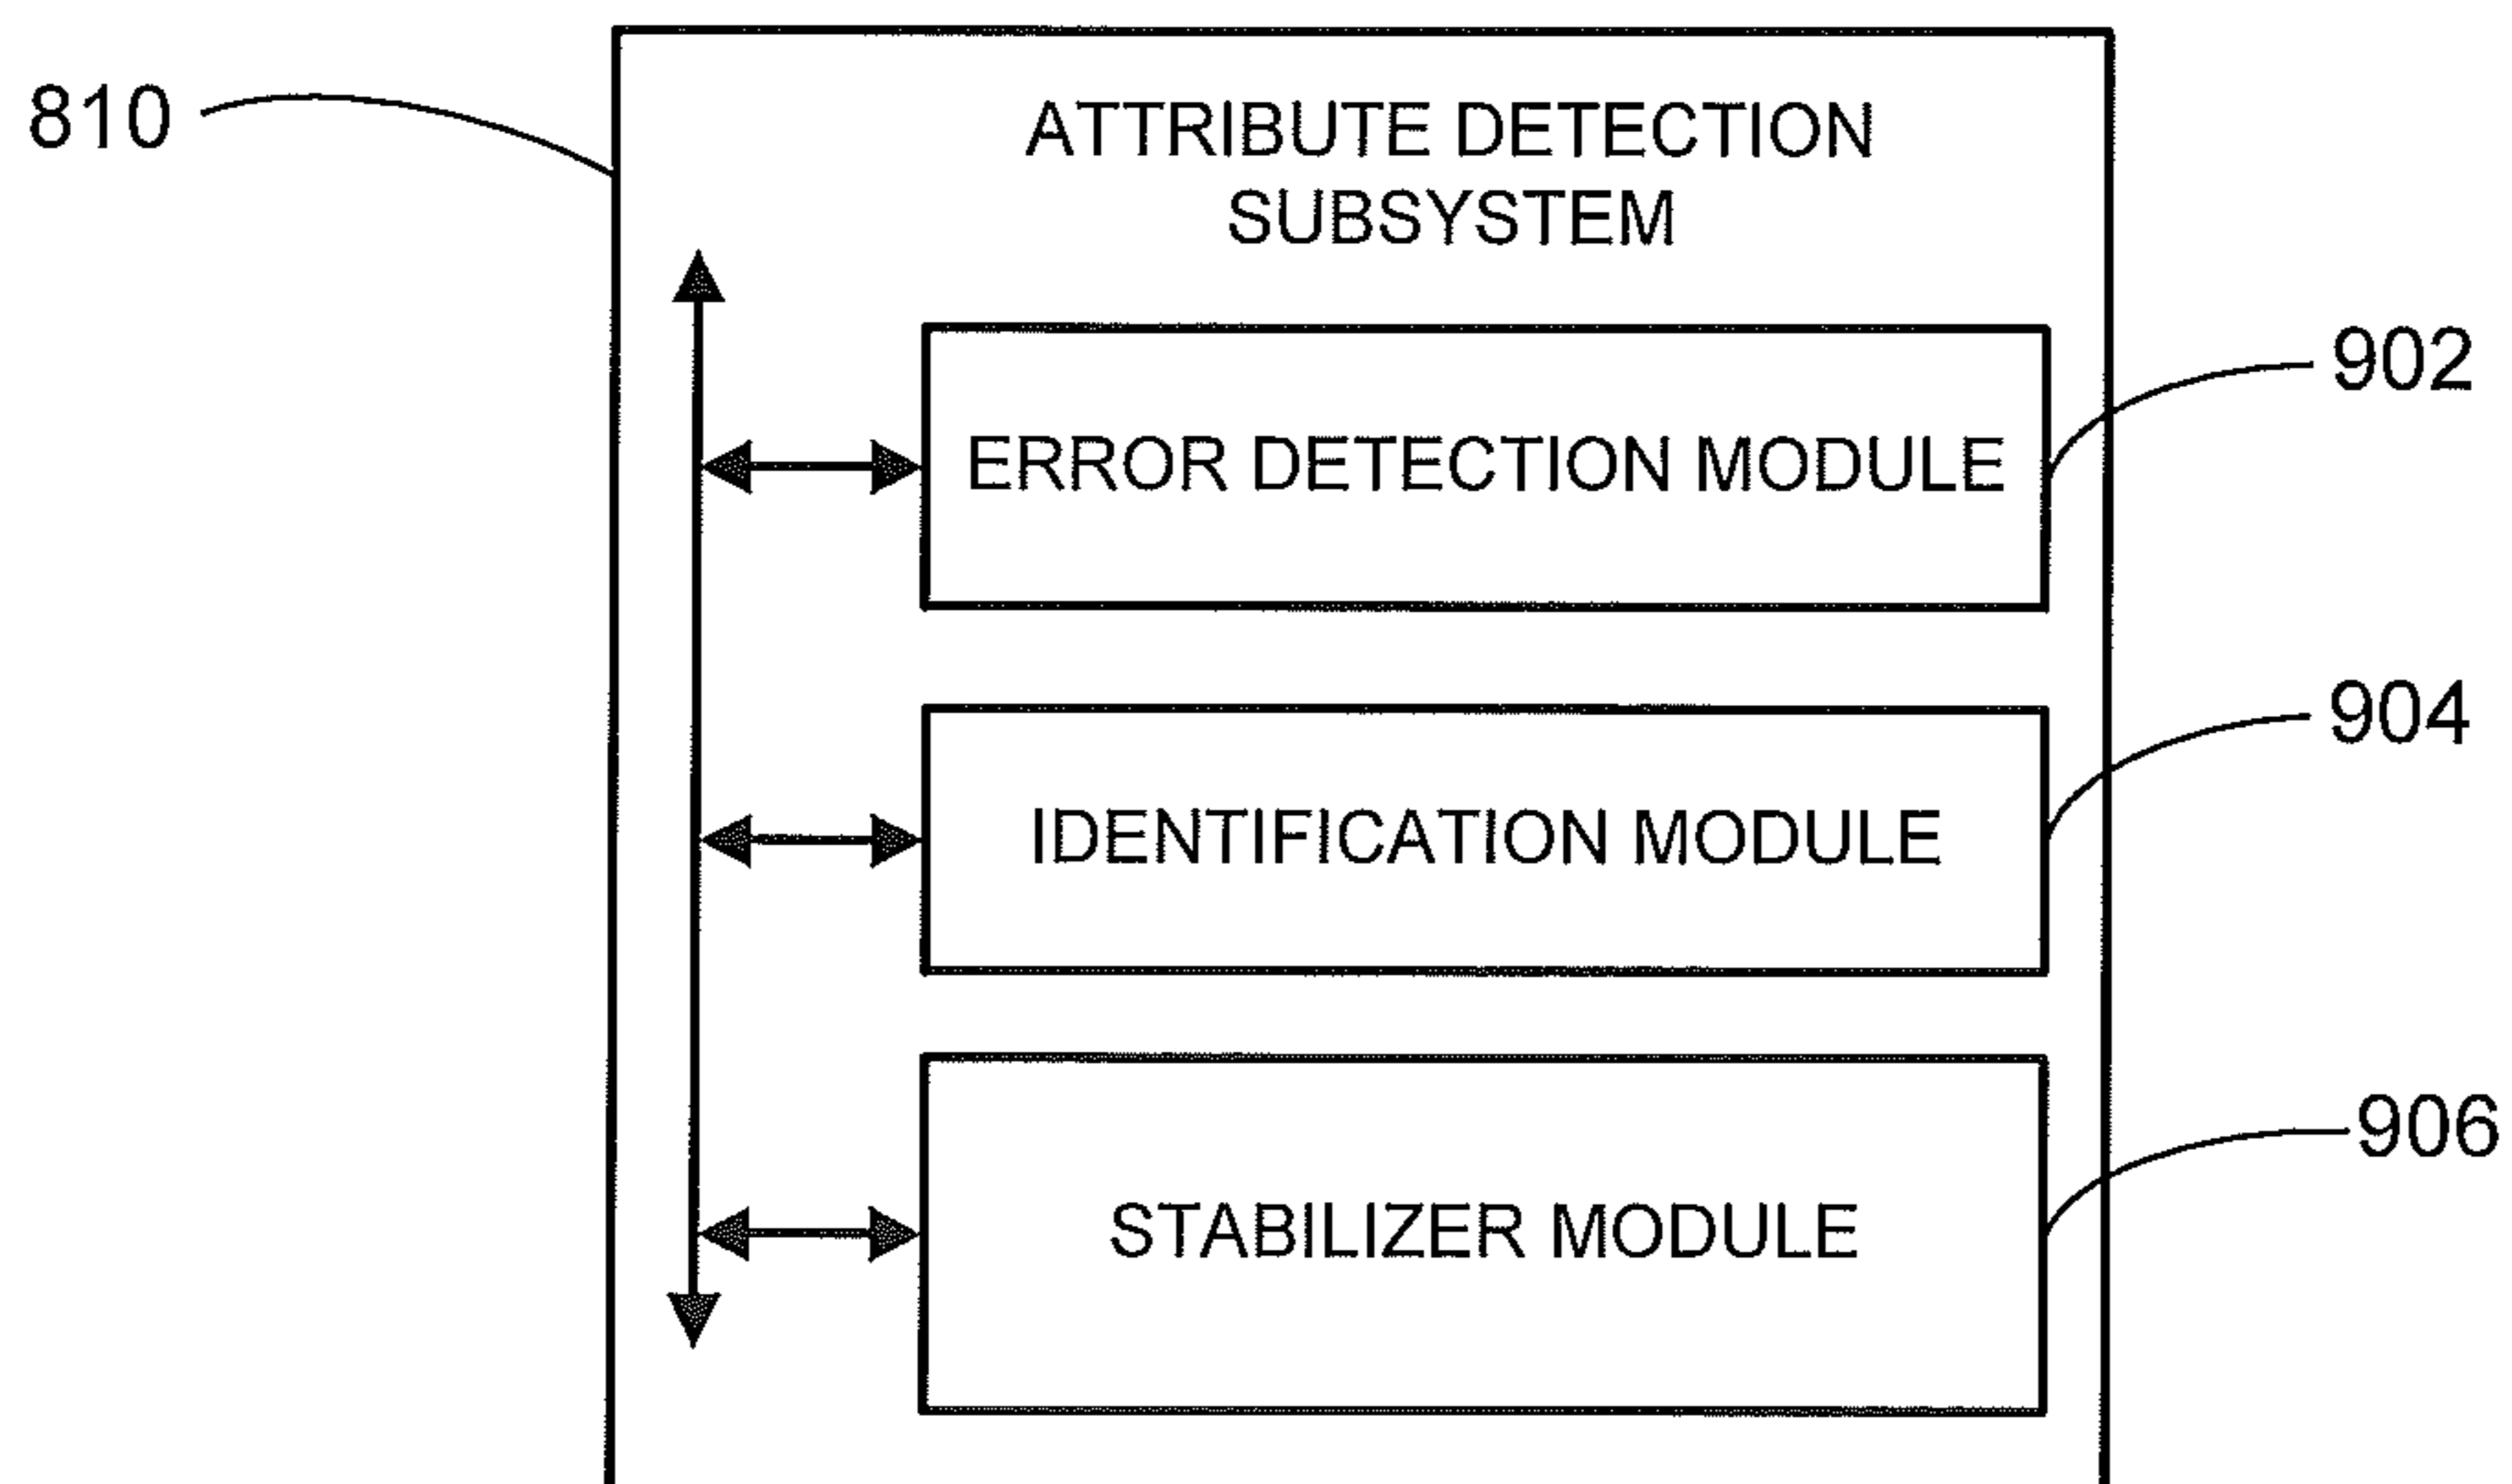 810
ATTRIBUTE DETECTION
SUBSYSTEM
902
ERROR DETECTION MODULE
904
IDENTIFICATION MODULE
906
STABILIZER MODULE